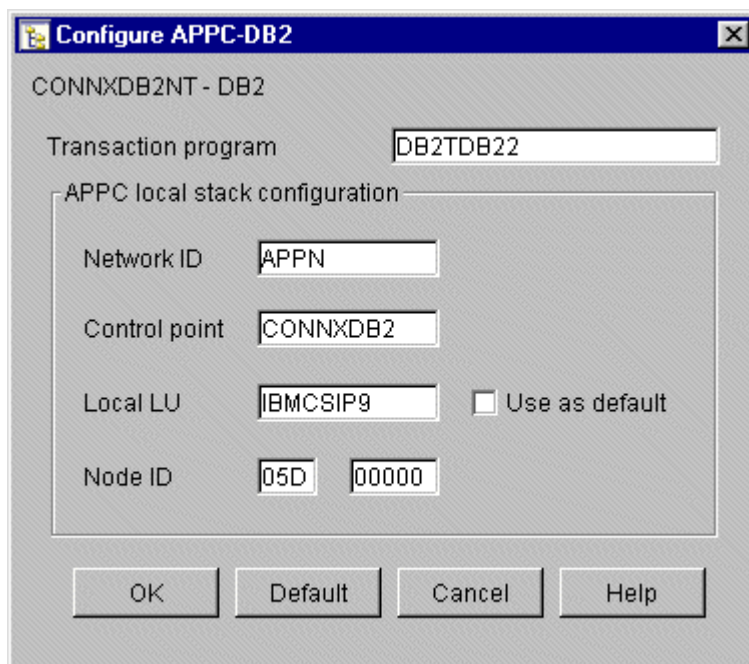 Configure APPC-DB2
CONNXDB2NT - DB2
Transaction program DB2TDB22
APPC local stack configuration
Network ID APPN
Control point CONNXDB2
Local LU IBMCSIP9 Use as default
Node ID 05D 00000
OK Default Cancel Help